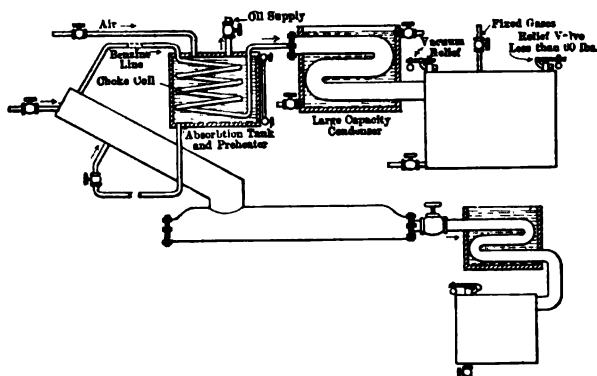 Air
Oil Supply
Benzine
Line
Choke Coil
Absorption Tank
and Preheater
Large Capacity
Condenser
Vacuum
Relief
Fixed Gases
Relief Valve
Less than 60 lbs.